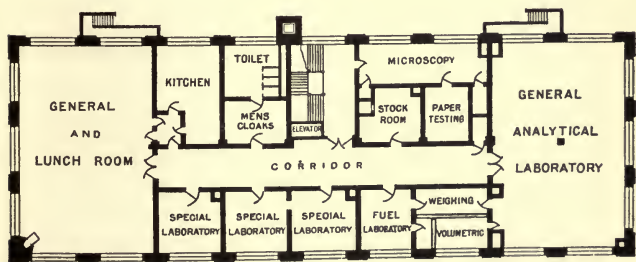 GENERAL
AND
LUNCH ROOM
KITCHEN
TOILET
MENS
CLOAKS
ELEVATOR
MICROSCOPY
STOCK
ROOM
PAPER
TESTING
GENERAL
ANALYTICAL
LABORATORY
CORRIDOR
SPECIAL
LABORATORY
SPECIAL
LABORATORY
SPECIAL
LABORATORY
FUEL
LABORATORY
WEIGHING
VOLUMETRIC